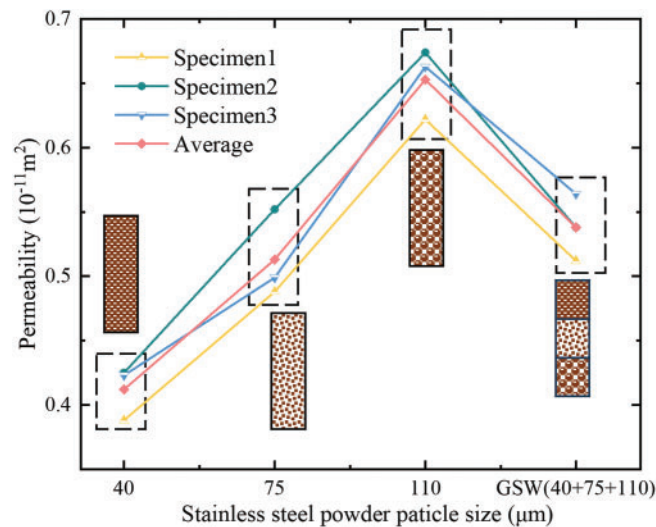 0.7
0.6
0.5
0.4
Permeability (10⁻¹¹m²)
Specimen1
Specimen2
Specimen3
Average
40
75
110
GSW(40+75+110)
Stainless steel powder paticle size (μm)